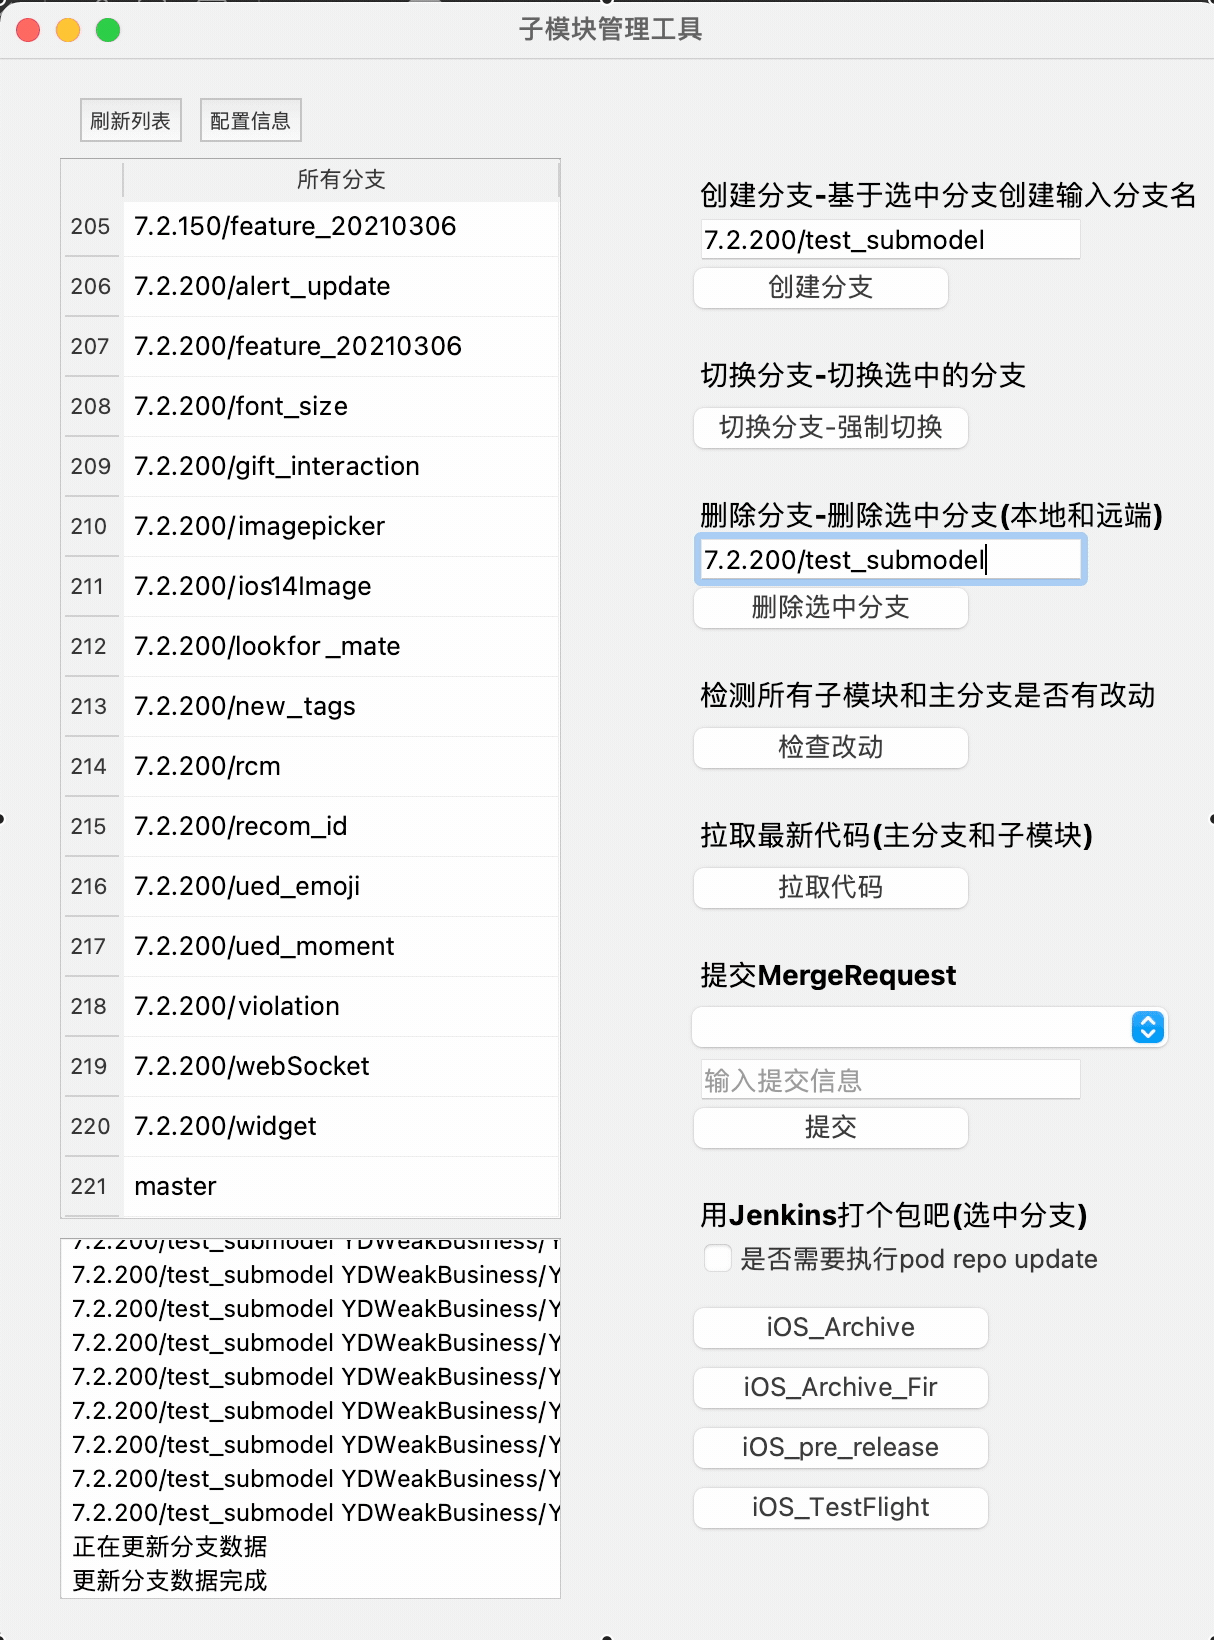 子模块管理工具
刷新列表
配置信息
所有分支
205 7.2.150/feature_20210306
206 7.2.200/alert_update
207 7.2.200/feature_20210306
208 7.2.200/font_size
209 7.2.200/gift_interaction
210 7.2.200/imagepicker
211 7.2.200/ios14Image
212 7.2.200/lookfor_mate
213 7.2.200/new_tags
214 7.2.200/rcm
215 7.2.200/recom_id
216 7.2.200/ued_emoji
217 7.2.200/ued_moment
218 7.2.200/violation
219 7.2.200/webSocket
220 7.2.200/widget
221 master
7.2.200/test_submodel YDWeakBusiness/Y
7.2.200/test_submodel YDWeakBusiness/Y
7.2.200/test_submodel YDWeakBusiness/Y
7.2.200/test_submodel YDWeakBusiness/Y
7.2.200/test_submodel YDWeakBusiness/Y
7.2.200/test_submodel YDWeakBusiness/Y
7.2.200/test_submodel YDWeakBusiness/Y
7.2.200/test_submodel YDWeakBusiness/Y
7.2.200/test_submodel YDWeakBusiness/Y
正在更新分支数据
更新分支数据完成
创建分支-基于选中分支创建输入分支名
7.2.200/test_submodel
创建分支
切换分支-切换选中的分支
切换分支-强制切换
删除分支-删除选中分支(本地和远端)
7.2.200/test_submodel
删除选中分支
检测所有子模块和主分支是否有改动
检查改动
拉取最新代码(主分支和子模块)
拉取代码
提交MergeRequest
输入提交信息
提交
用Jenkins打个包吧(选中分支)
是否需要执行pod repo update
iOS_Archive
iOS_Archive_Fir
iOS_pre_release
iOS_TestFlight